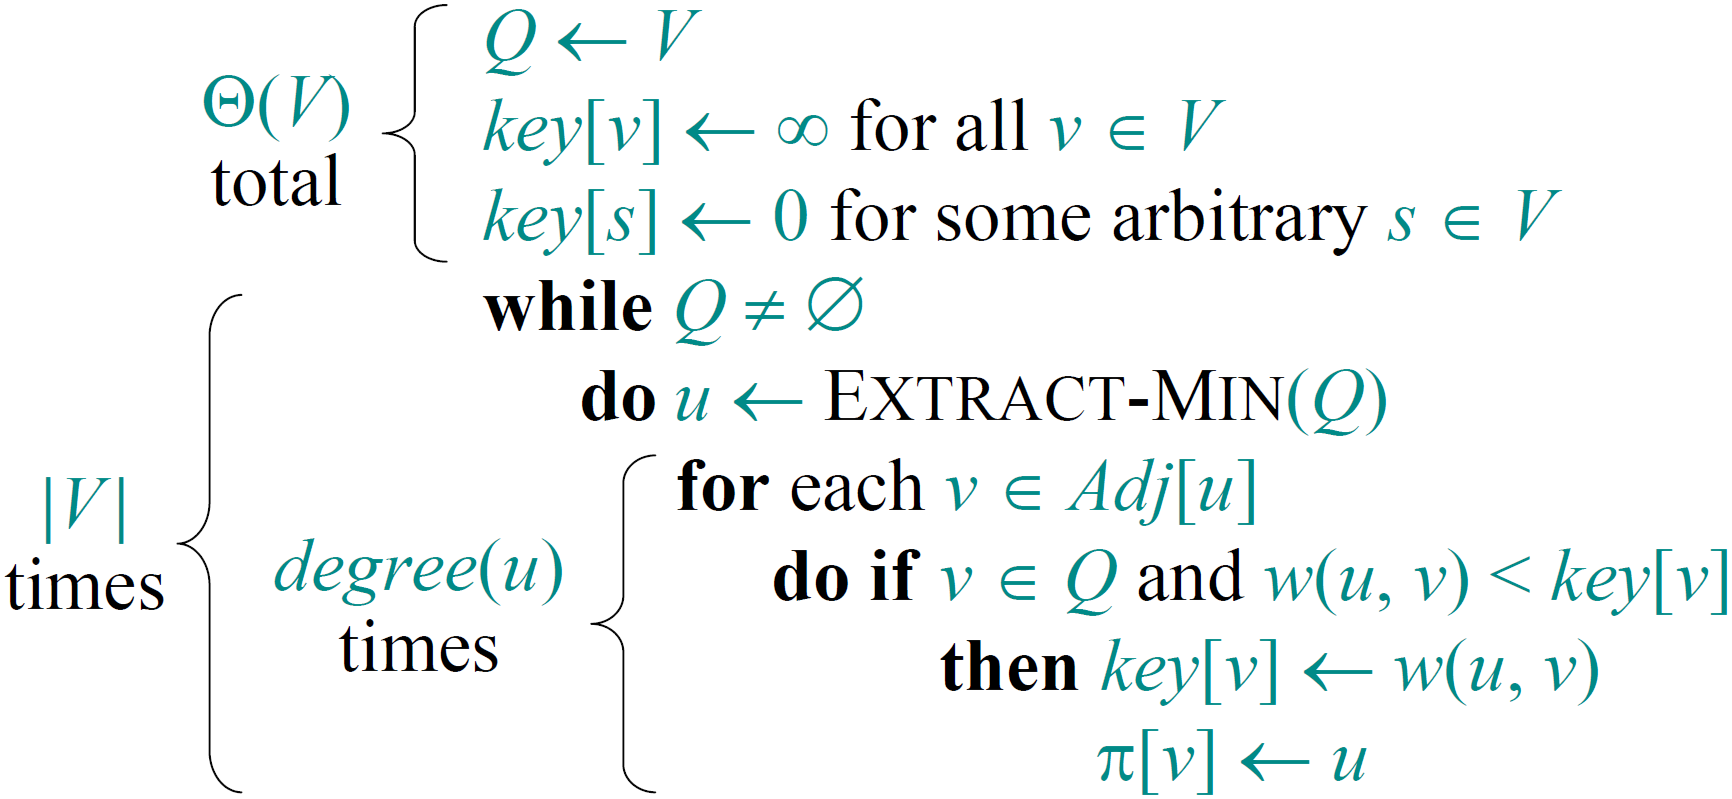 Θ(V)
total
Q ← V
key[v] ← ∞ for all v ∈ V
key[s] ← 0 for some arbitrary s ∈ V
|V|
times
while Q ≠ ∅
do u ← EXTRACT-MIN(Q)
degree(u)
times
for each v ∈ Adj[u]
do if v ∈ Q and w(u, v) < key[v]
then key[v] ← w(u, v)
π[v] ← u